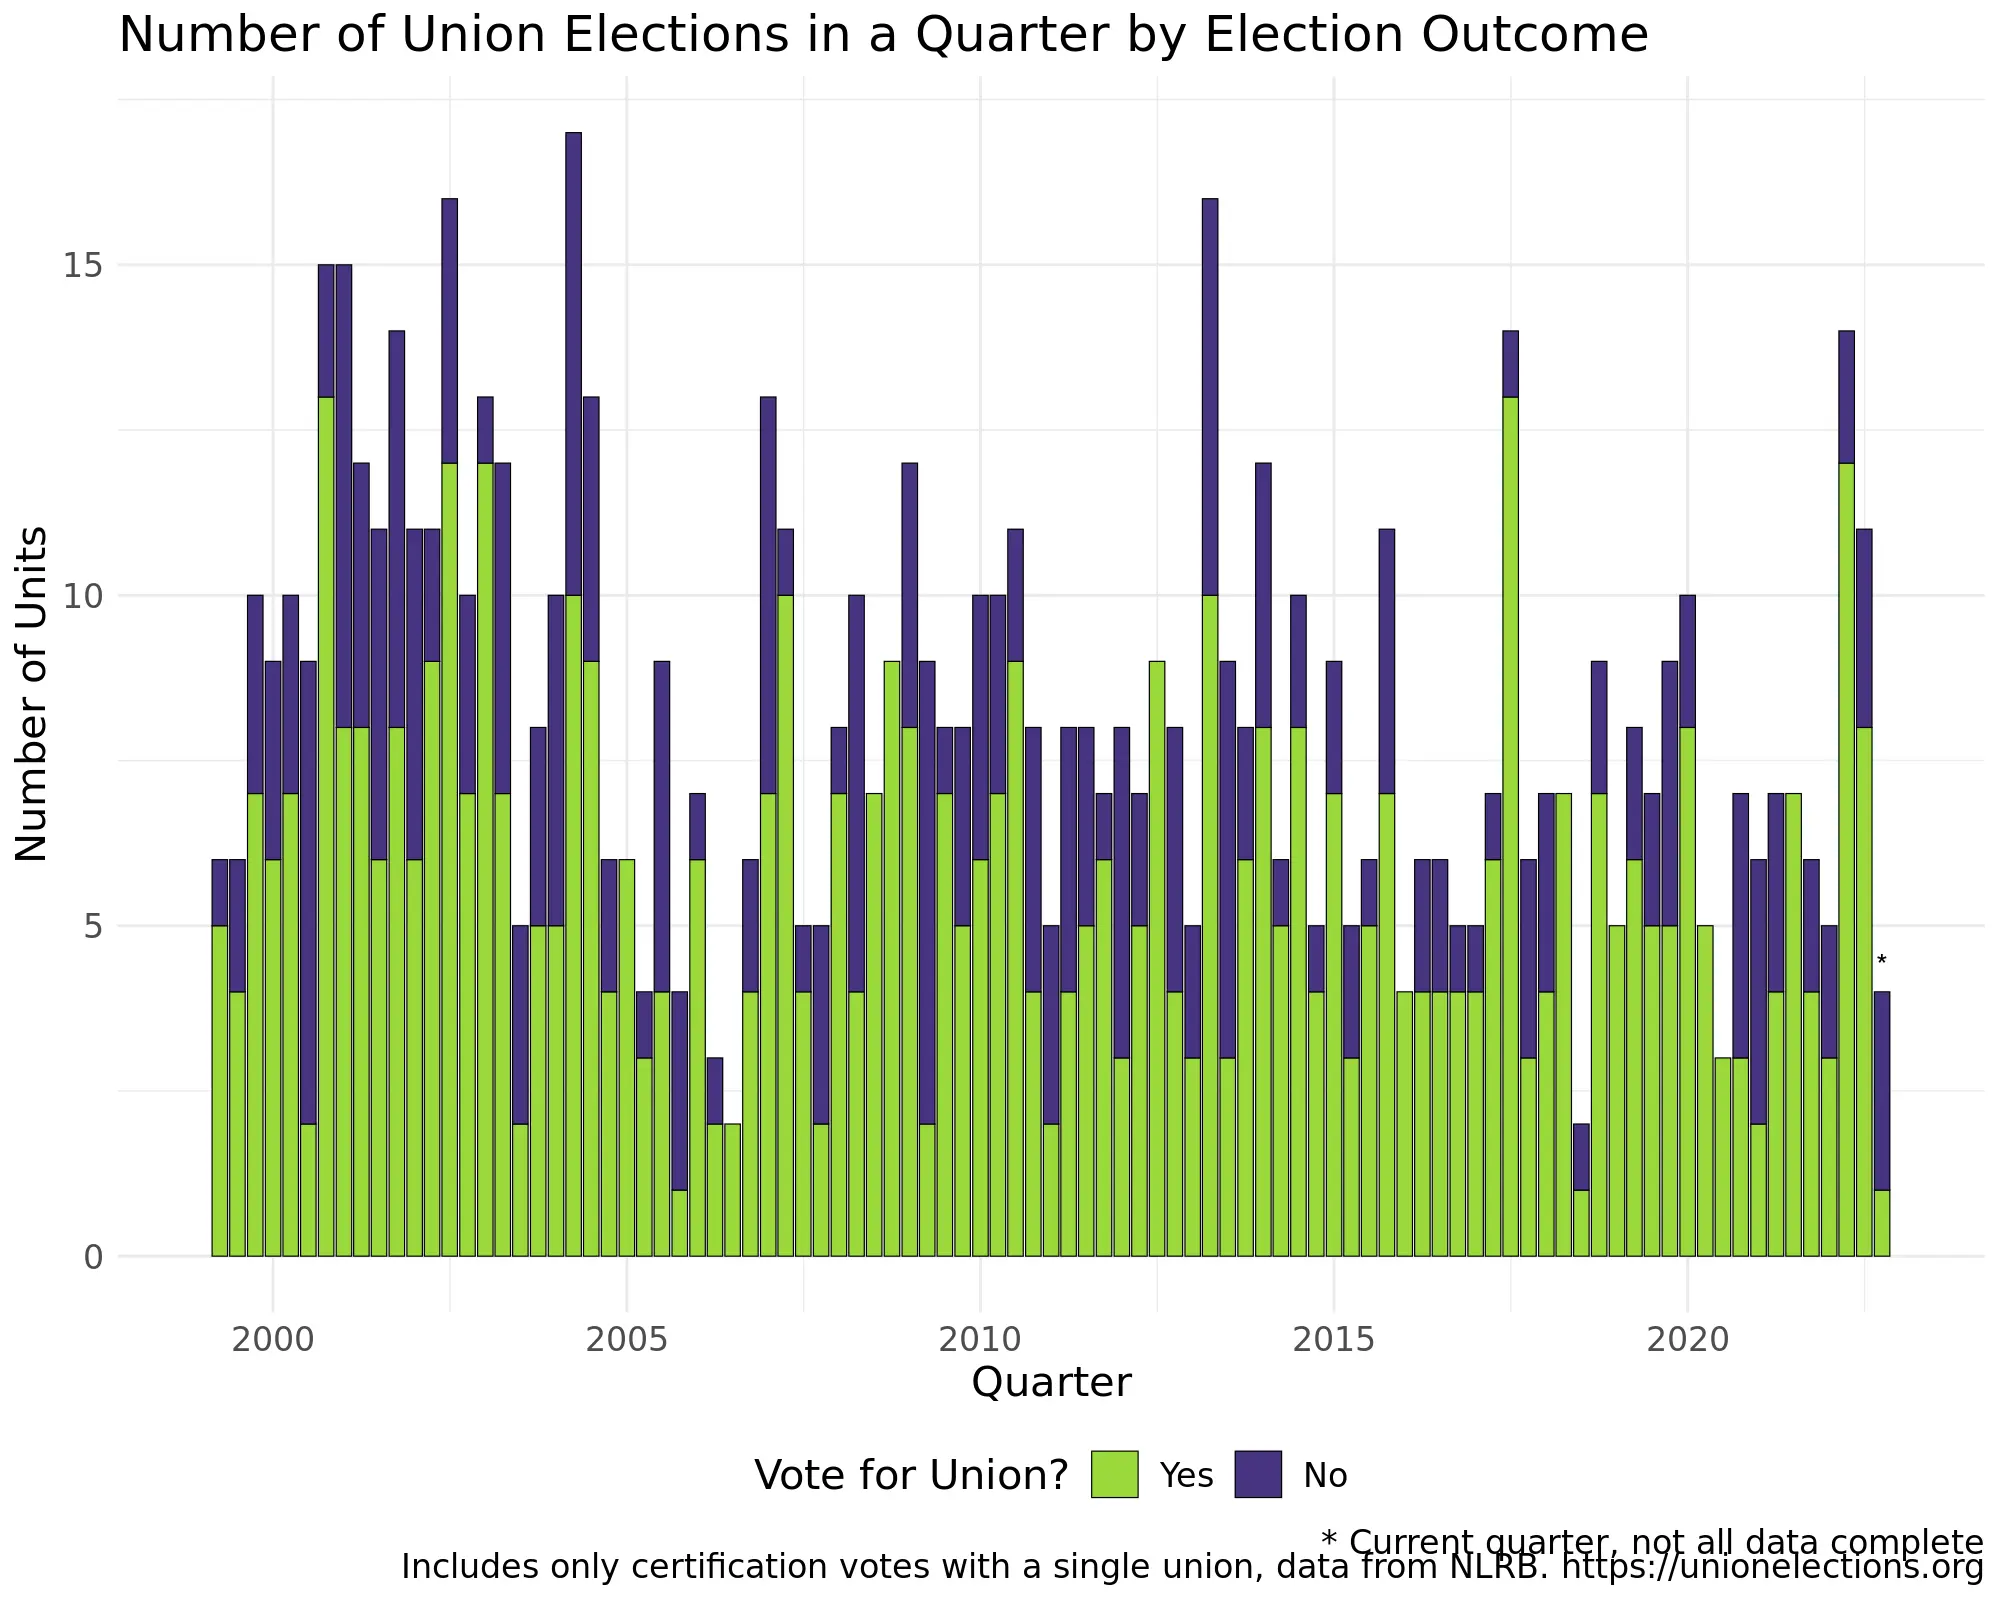 Number of Union Elections in a Quarter by Election Outcome
Number of Units
15
10
5
0
*
2000
2005
2010
2015
2020
Quarter
Vote for Union?
Yes
No
* Current quarter, not all data complete
Includes only certification votes with a single union, data from NLRB. https://unionelections.org